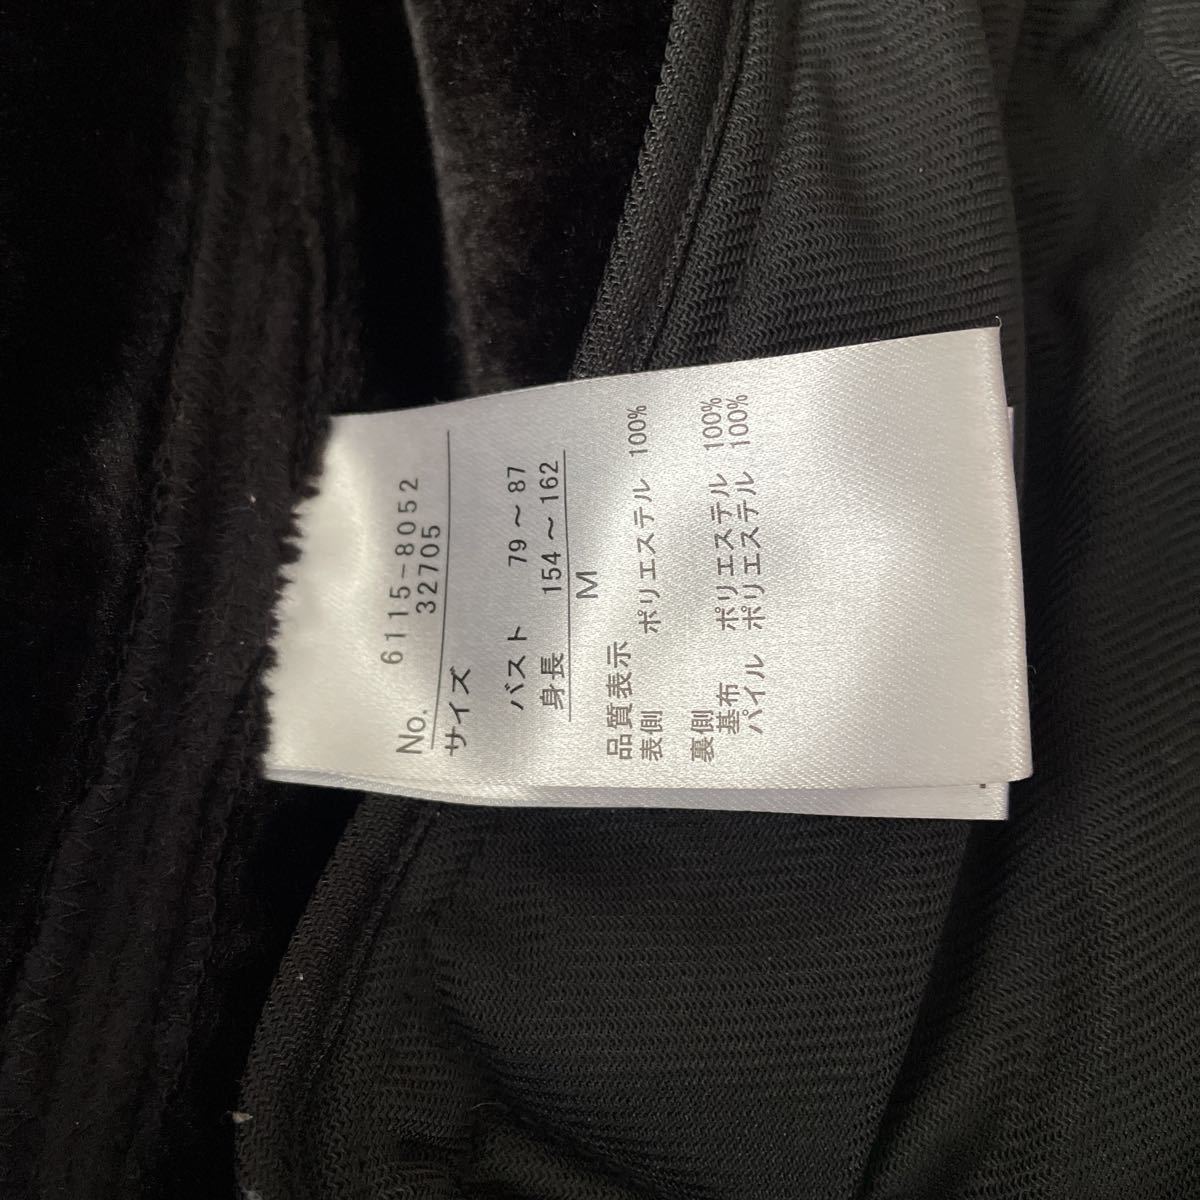 No. 6115-8052
32705
サイズ
バスト 79～87
身長 154～162
M
品質表示
表側 ポリエステル 100%
裏側
基布 ポリエステル 100%
パイル ポリエステル 100%